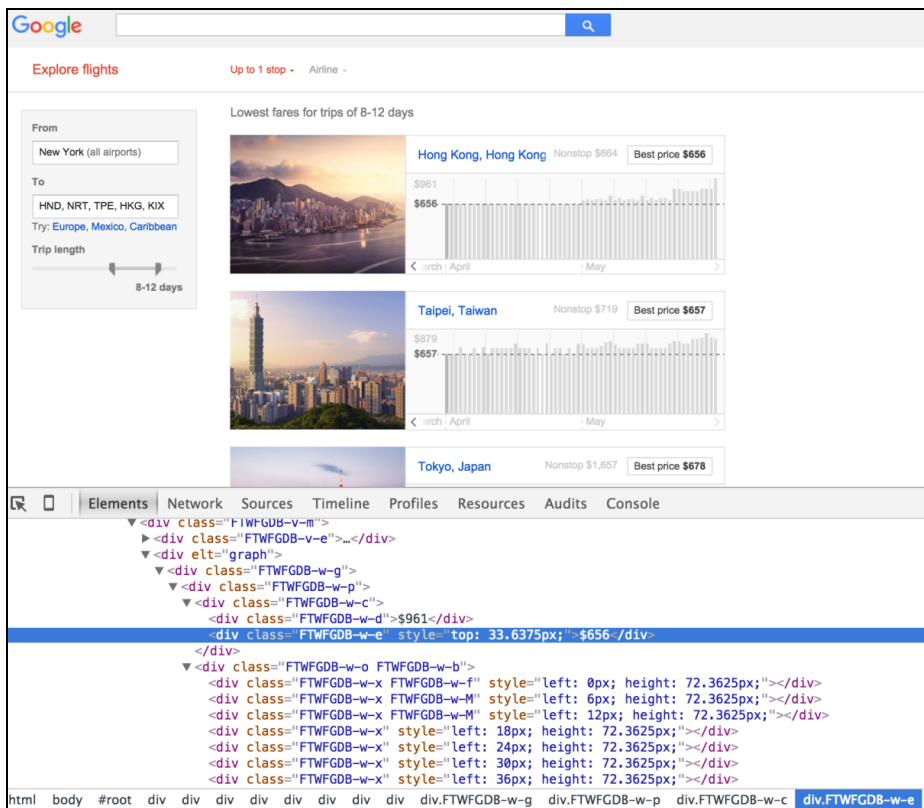 Google
Explore flights
Up to 1 stop
Airline
Lowest fares for trips of 8-12 days
From
New York (all airports)
To
HND, NRT, TPE, HKG, KIX
Try: Europe, Mexico, Caribbean
Trip length
8-12 days
Hong Kong, Hong Kong Nonstop $664 Best price $656
$961
$656
arch April May
Taipei, Taiwan Nonstop $719 Best price $657
$879
$657
arch April May
Tokyo, Japan Nonstop $1,657 Best price $678
Elements Network Sources Timeline Profiles Resources Audits Console
▼<div class="FTWFGDB-v-m">
▶<div class="FTWFGDB-v-e">…</div>
▼<div elt="graph">
▼<div class="FTWFGDB-w-g">
▼<div class="FTWFGDB-w-p">
▼<div class="FTWFGDB-w-c">
<div class="FTWFGDB-w-d">$961</div>
<div class="FTWFGDB-w-e" style="top: 33.6375px;">$656</div>
</div>
▼<div class="FTWFGDB-w-o FTWFGDB-w-b">
<div class="FTWFGDB-w-x FTWFGDB-w-f" style="left: 0px; height: 72.3625px;"></div>
<div class="FTWFGDB-w-x FTWFGDB-w-M" style="left: 6px; height: 72.3625px;"></div>
<div class="FTWFGDB-w-x FTWFGDB-w-M" style="left: 12px; height: 72.3625px;"></div>
<div class="FTWFGDB-w-x" style="left: 18px; height: 72.3625px;"></div>
<div class="FTWFGDB-w-x" style="left: 24px; height: 72.3625px;"></div>
<div class="FTWFGDB-w-x" style="left: 30px; height: 72.3625px;"></div>
<div class="FTWFGDB-w-x" style="left: 36px; height: 72.3625px;"></div>
html body #root div div div div div div div div div.FTWFGDB-w-g div.FTWFGDB-w-p div.FTWFGDB-w-c div.FTWFGDB-w-e